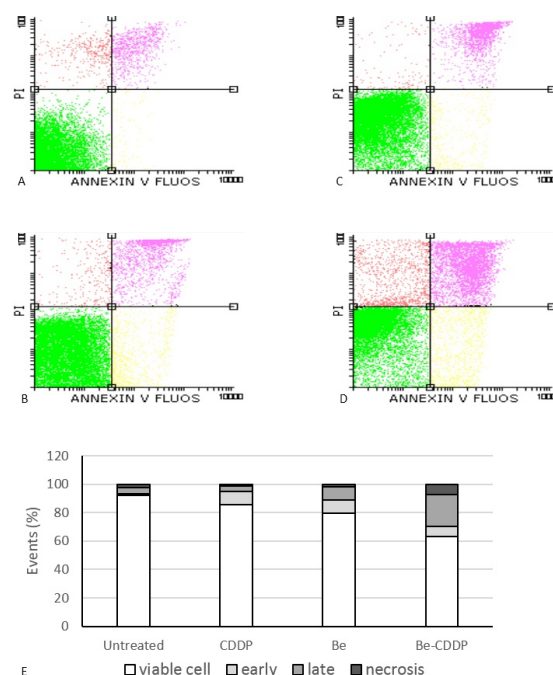 PI
A
ANNEXIN V FLUOS
PI
C
ANNEXIN V FLUOS
PI
B
ANNEXIN V FLUOS
PI
D
ANNEXIN V FLUOS
120
100
80
60
40
20
0
Events (%)
Untreated CDDP Be Be-CDDP
E
viable cell early late necrosis